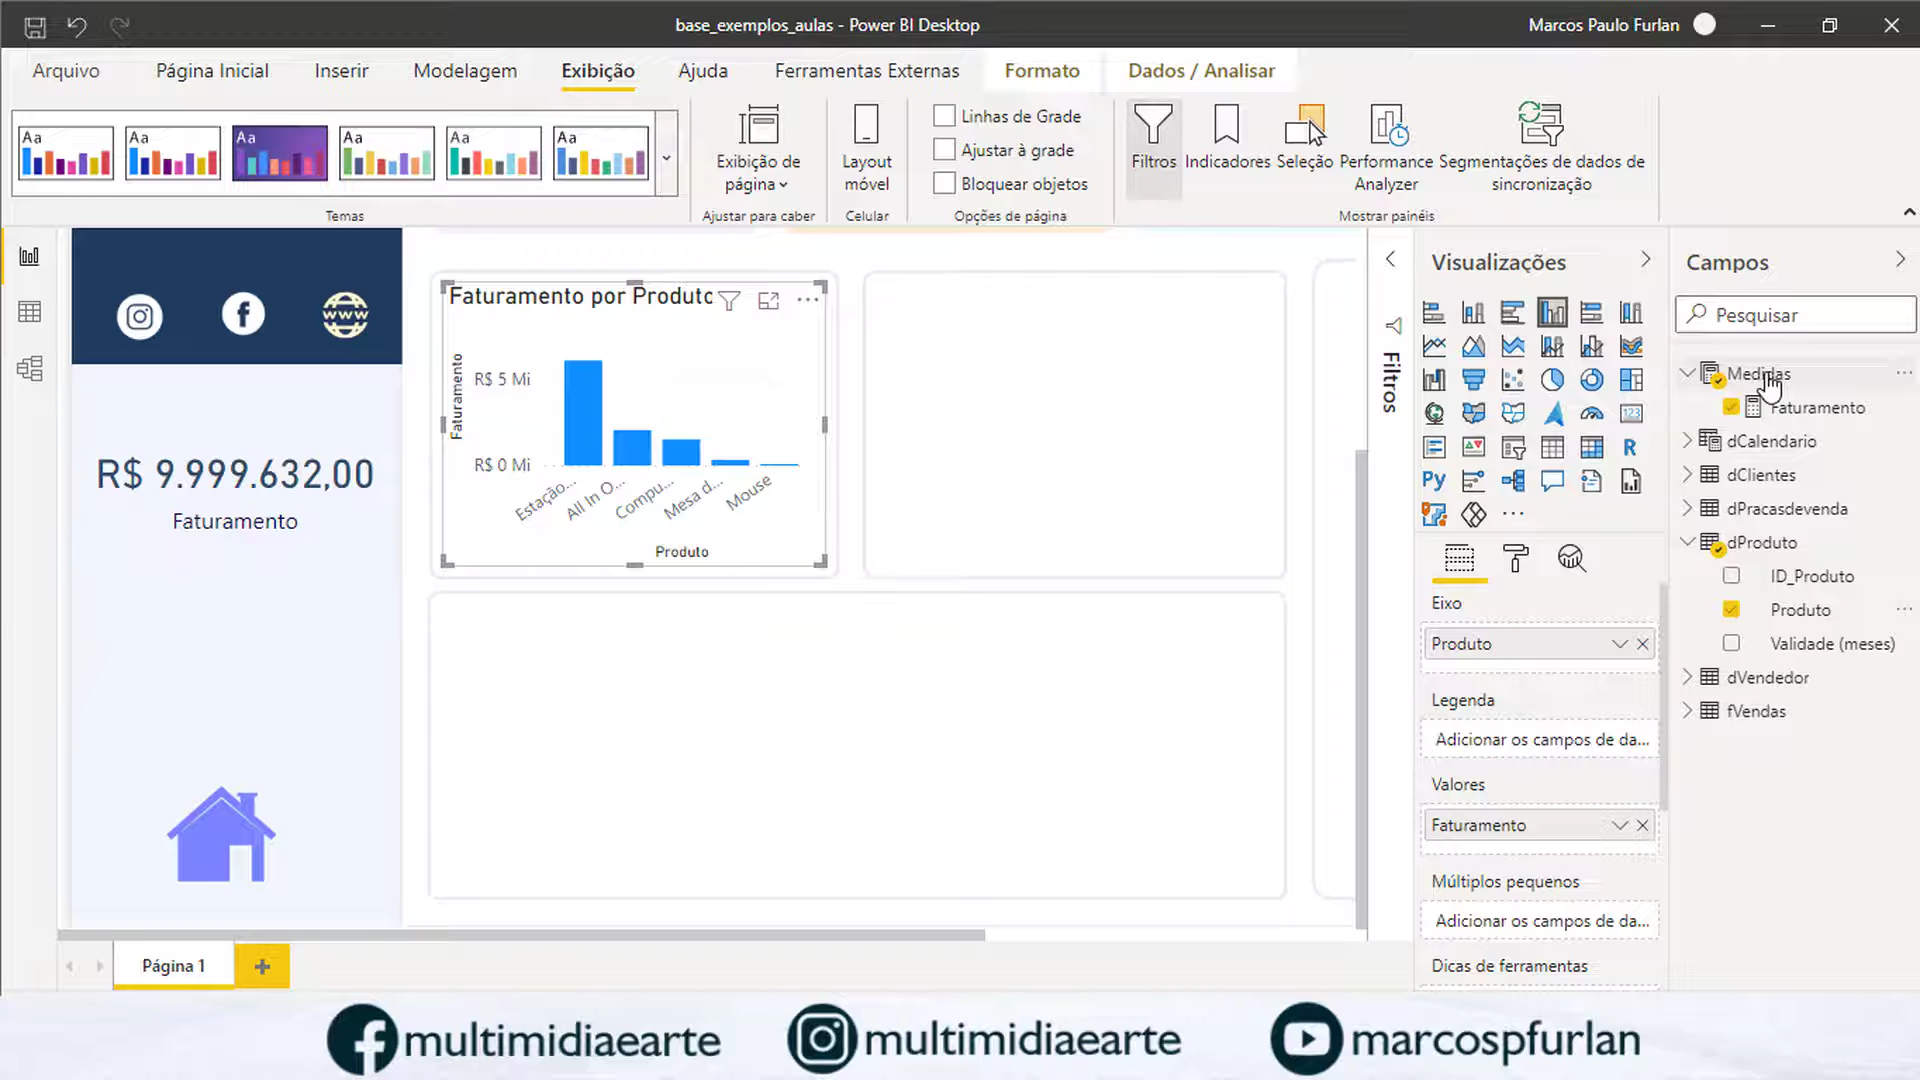 base_exemplos_aulas - Power BI Desktop
Marcos Paulo Furlan
Arquivo
Página Inicial
Inserir
Modelagem
Exibição
Ajuda
Ferramentas Externas
Formato
Dados / Analisar
Aa
Aa
Aa
Aa
Aa
Aa
Temas
Exibição de
página
Ajustar para caber
Layout
móvel
Celular
Linhas de Grade
Ajustar à grade
Bloquear objetos
Opções de página
Filtros
Indicadores
Seleção
Performance
Analyzer
Segmentações de dados de
sincronização
Mostrar painéis
WWW
R$ 9.999.632,00
Faturamento
Faturamento por Produto
Faturamento
R$ 5 Mi
R$ 0 Mi
Estação...
All In O...
Compu...
Mesa d...
Mouse
Produto
Filtros
Visualizações
123
R
Py
Eixo
Produto
Legenda
Adicionar os campos de da...
Valores
Faturamento
Múltiplos pequenos
Adicionar os campos de da...
Dicas de ferramentas
Campos
Pesquisar
Medidas
Faturamento
dCalendario
dClientes
dPracasdevenda
dProduto
ID_Produto
Produto
Validade (meses)
dVendedor
fVendas
Página 1
multimidiaearte
multimidiaearte
marcospfurlan